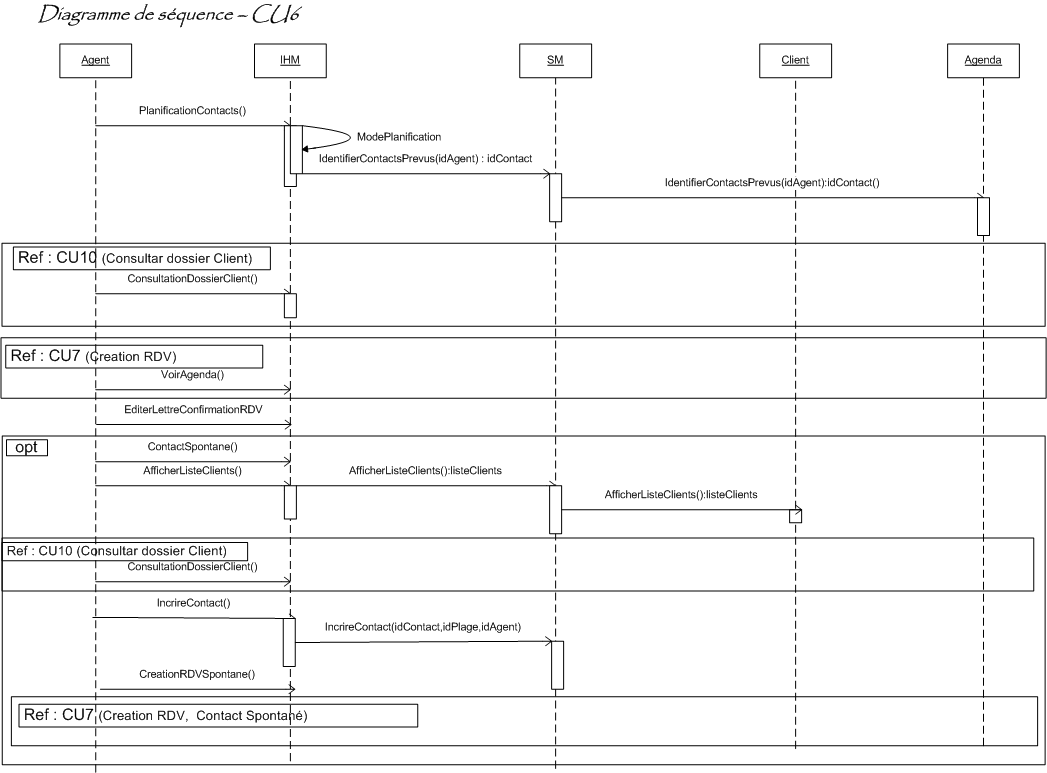 Diagramme de séquence – CU6
Agent
IHM
SM
Client
Agenda
PlanificationContacts()
ModePlanification
IdentifierContactsPrevus(idAgent) : idContact
IdentifierContactsPrevus(idAgent):idContact()
Ref : CU10 (Consultar dossier Client)
ConsultationDossierClient()
Ref : CU7 (Creation RDV)
VoirAgenda()
EditerLettreConfirmationRDV
opt
ContactSpontane()
AfficherListeClients()
AfficherListeClients():listeClients
AfficherListeClients():listeClients
Ref : CU10 (Consultar dossier Client)
ConsultationDossierClient()
IncrireContact()
IncrireContact(idContact,idPlage,idAgent)
CreationRDVSpontane()
Ref : CU7 (Creation RDV, Contact Spontané)